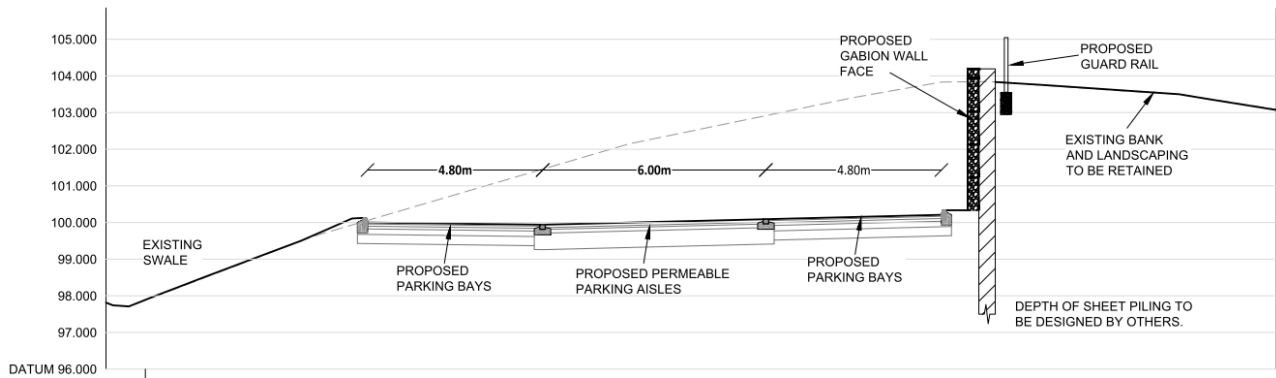 105.000
104.000
103.000
102.000
101.000
100.000
99.000
98.000
97.000
DATUM 96.000
PROPOSED
GABION WALL
FACE
PROPOSED
GUARD RAIL
EXISTING BANK
AND LANDSCAPING
TO BE RETAINED
4.80m
6.00m
4.80m
EXISTING
SWALE
PROPOSED
PARKING BAYS
PROPOSED PERMEABLE
PARKING AISLES
PROPOSED
PARKING BAYS
DEPTH OF SHEET PILING TO
BE DESIGNED BY OTHERS.